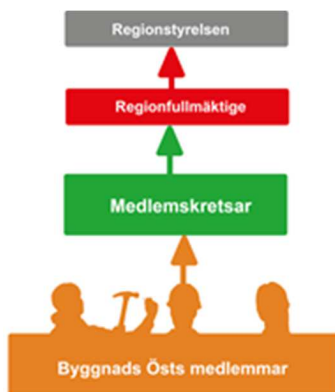 Regionstyrelsen
Regionfullmäktige
Medlemskretsar
Byggnads Östs medlemmar